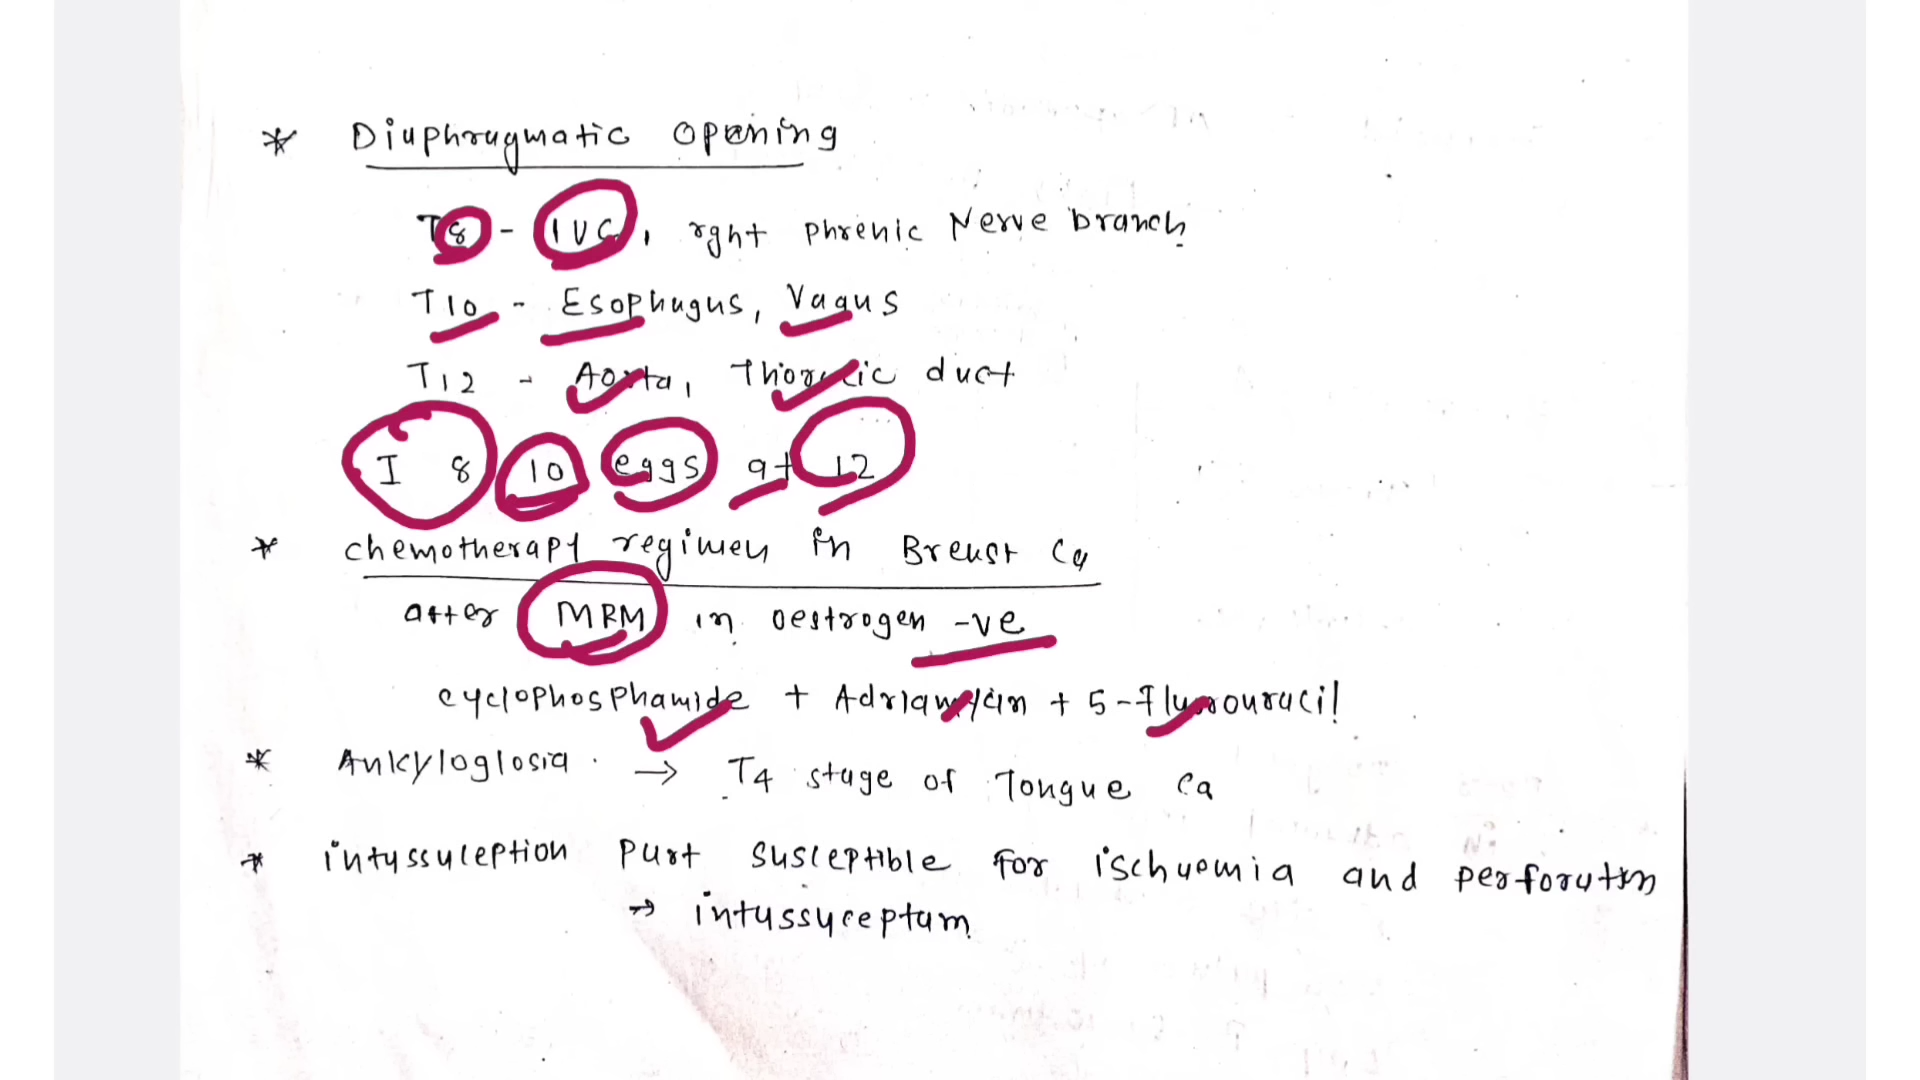 * Diaphragmatic opening
T8 - IVC, rght phrenic Nerve branch
T10 - Esophagus, Vagus
T12 - Aorta, Thoracic duct
I 8 10 eggs at 12
* chemotherapy regimen in Breast Ca
after MRM in oestrogen -ve
cyclophosphamide + Adriamycin + 5-Flurouracil
* Ankyloglosia. → T4 stage of Tongue Ca
* intussuception Part susceptible for ischaemia and perforation
→ intussuceptum